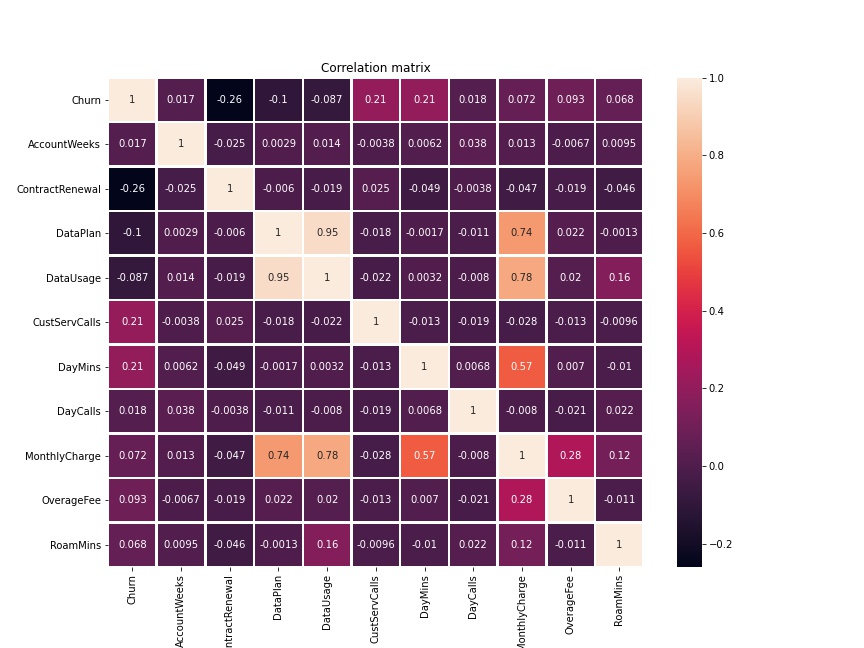 Correlation matrix
Churn 1 0.017 -0.26 -0.1 -0.087 0.21 0.21 0.018 0.072 0.093 0.068
AccountWeeks 0.017 1 -0.025 0.0029 0.014 -0.0038 0.0062 0.038 0.013 -0.0067 0.0095
ContractRenewal -0.26 -0.025 1 -0.006 -0.019 0.025 -0.049 -0.0038 -0.047 -0.019 -0.046
DataPlan -0.1 0.0029 -0.006 1 0.95 -0.018 -0.0017 -0.011 0.74 0.022 -0.0013
DataUsage -0.087 0.014 -0.019 0.95 1 -0.022 0.0032 -0.008 0.78 0.02 0.16
CustServCalls 0.21 -0.0038 0.025 -0.018 -0.022 1 -0.013 -0.019 -0.028 -0.013 -0.0096
DayMins 0.21 0.0062 -0.049 -0.0017 0.0032 -0.013 1 0.0068 0.57 0.007 -0.01
DayCalls 0.018 0.038 -0.0038 -0.011 -0.008 -0.019 0.0068 1 -0.008 -0.021 0.022
MonthlyCharge 0.072 0.013 -0.047 0.74 0.78 -0.028 0.57 -0.008 1 0.28 0.12
OverageFee 0.093 -0.0067 -0.019 0.022 0.02 -0.013 0.007 -0.021 0.28 1 -0.011
RoamMins 0.068 0.0095 -0.046 -0.0013 0.16 -0.0096 -0.01 0.022 0.12 -0.011 1
Churn
AccountWeeks
ntractRenewal
DataPlan
DataUsage
CustServCalls
DayMins
DayCalls
MonthlyCharge
OverageFee
RoamMins
1.0
0.8
0.6
0.4
0.2
0.0
−0.2